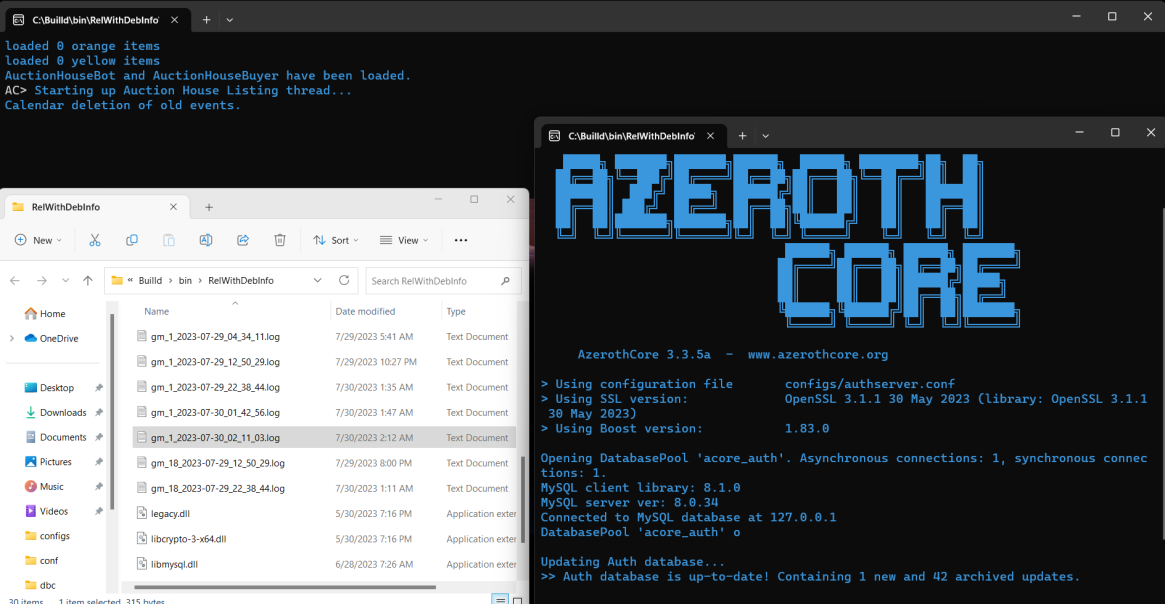 C:\Builld\bin\RelWithDebInfo
loaded 0 orange items
loaded 0 yellow items
AuctionHouseBot and AuctionHouseBuyer have been loaded.
AC> Starting up Auction House Listing thread...
Calendar deletion of old events.
RelWithDebInfo
New
Sort
View
« Builld > bin > RelWithDebInfo
Search RelWithDebInfo
Home
OneDrive
Desktop
Downloads
Documents
Pictures
Music
Videos
configs
conf
dbc
Name Date modified Type
gm_1_2023-07-29_04_34_11.log 7/29/2023 5:41 AM Text Document
gm_1_2023-07-29_12_50_29.log 7/29/2023 10:27 PM Text Document
gm_1_2023-07-29_22_38_44.log 7/30/2023 1:35 AM Text Document
gm_1_2023-07-30_01_42_56.log 7/30/2023 1:47 AM Text Document
gm_1_2023-07-30_02_11_03.log 7/30/2023 2:12 AM Text Document
gm_18_2023-07-29_12_50_29.log 7/29/2023 8:00 PM Text Document
gm_18_2023-07-29_22_38_44.log 7/30/2023 1:11 AM Text Document
legacy.dll 5/30/2023 7:16 PM Application exter
libcrypto-3-x64.dll 5/30/2023 7:16 PM Application exter
libmysql.dll 6/28/2023 7:26 AM Application exter
30 items 1 item selected 315 bytes
C:\Builld\bin\RelWithDebInfo
AZEROTH
CORE
AzerothCore 3.3.5a - www.azerothcore.org
> Using configuration file configs/authserver.conf
> Using SSL version: OpenSSL 3.1.1 30 May 2023 (library: OpenSSL 3.1.1
30 May 2023)
> Using Boost version: 1.83.0
Opening DatabasePool 'acore_auth'. Asynchronous connections: 1, synchronous connec
tions: 1.
MySQL client library: 8.1.0
MySQL server ver: 8.0.34
Connected to MySQL database at 127.0.0.1
DatabasePool 'acore_auth' o
Updating Auth database...
>> Auth database is up-to-date! Containing 1 new and 42 archived updates.